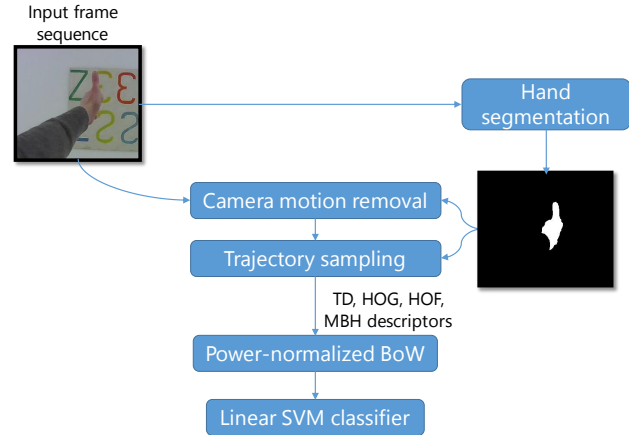 Input frame
sequence
Hand
segmentation
Camera motion removal
Trajectory sampling
TD, HOG, HOF,
MBH descriptors
Power-normalized BoW
Linear SVM classifier